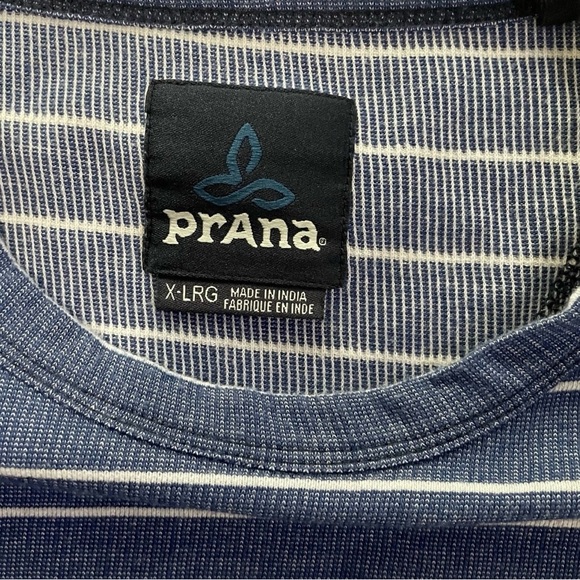 prAna
X-LRG MADE IN INDIA
FABRIQUE EN INDE